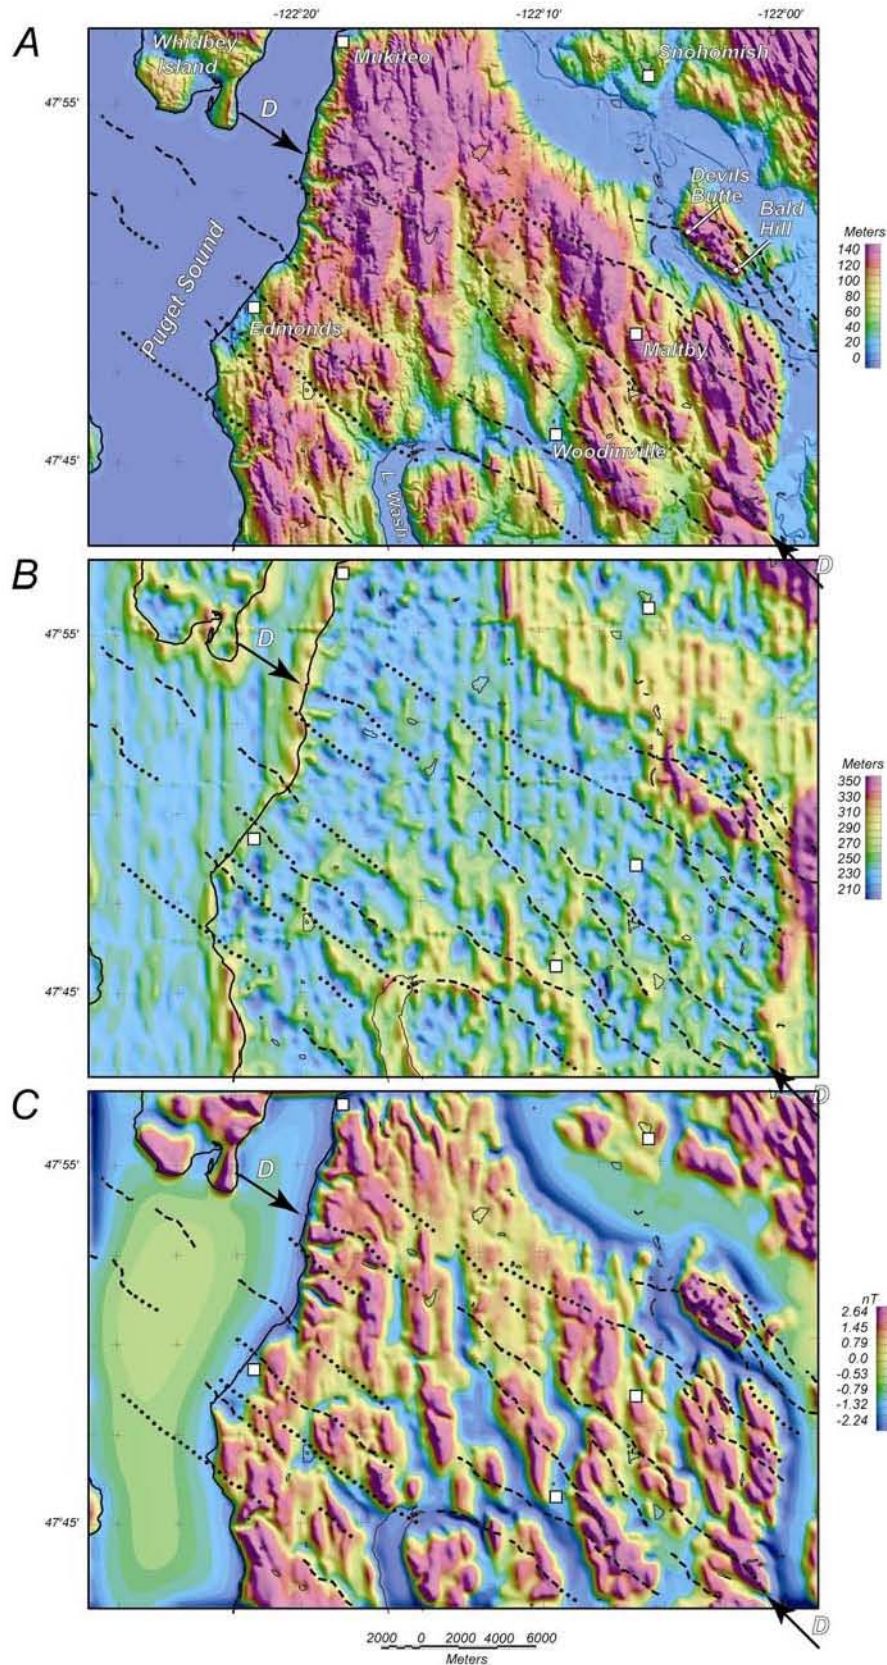 -122°20'
-122°10'
-122°00'
A
Whidbey
Island
Mukilteo
Snohomish
47°55'
D
Devils
Butte
Bald
Hill
Puget Sound
Meters
140
120
100
80
60
40
20
0
Edmonds
Maltby
47°45'
Woodinville
L. Wash.
D
B
47°55'
D
Meters
350
330
310
290
270
250
230
210
47°45'
D
C
47°55'
D
nT
2.64
1.45
0.79
0.0
-0.53
-0.79
-1.32
-2.24
47°45'
D
2000 0 2000 4000 6000
Meters